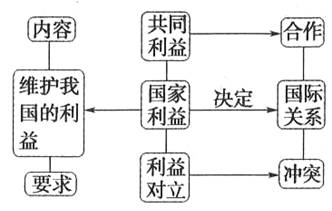 内容
维护我
国的利
益
要求
共同
利益
国家
利益
利益
对立
决定
合作
国际
关系
冲突